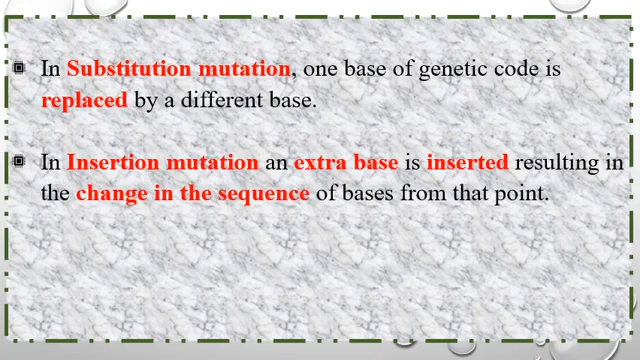 In Substitution mutation, one base of genetic code is
replaced by a different base.
In Insertion mutation an extra base is inserted resulting in
the change in the sequence of bases from that point.